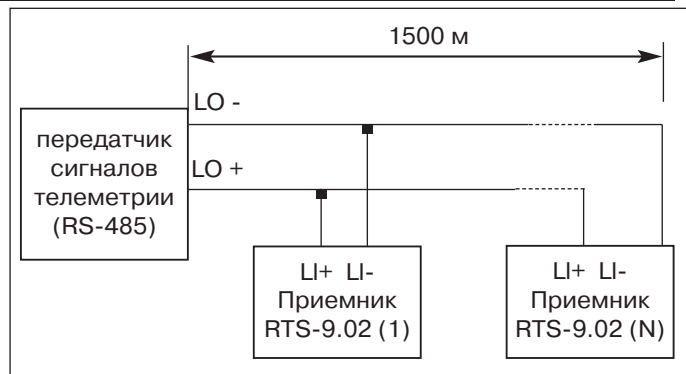 1500 м
LO -
передатчик
сигналов
телеметрии
(RS-485)
LO +
LI+ LI-
Приемник
RTS-9.02 (1)
LI+ LI-
Приемник
RTS-9.02 (N)